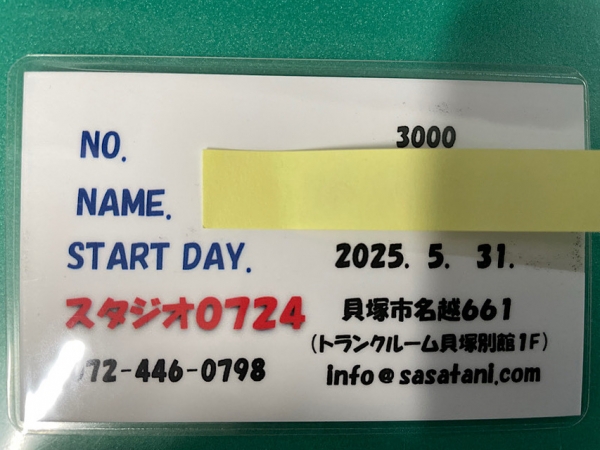 NO. 3000
NAME.
START DAY. 2025. 5. 31.
スタジオ0724 貝塚市名越661
(トランクルーム貝塚別館1F)
072-446-0798 info@sasatani.com